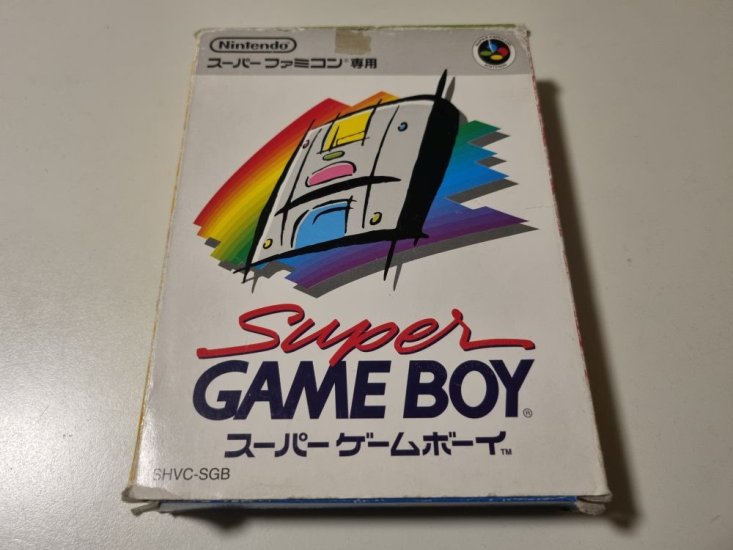 Nintendo
スーパーファミコン®専用
Super
GAME BOY®
スーパーゲームボーイ™
SHVC-SGB